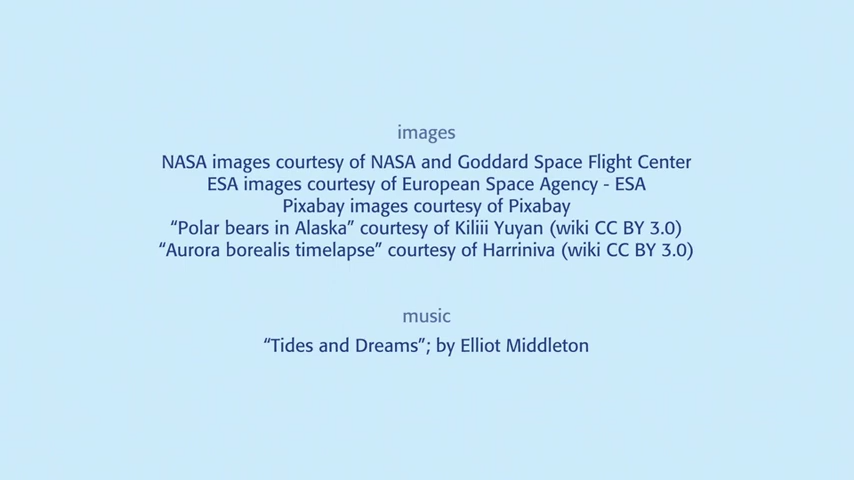 images
NASA images courtesy of NASA and Goddard Space Flight Center
ESA images courtesy of European Space Agency - ESA
Pixabay images courtesy of Pixabay
“Polar bears in Alaska” courtesy of Kiliii Yuyan (wiki CC BY 3.0)
“Aurora borealis timelapse” courtesy of Harriniva (wiki CC BY 3.0)
music
“Tides and Dreams”; by Elliot Middleton